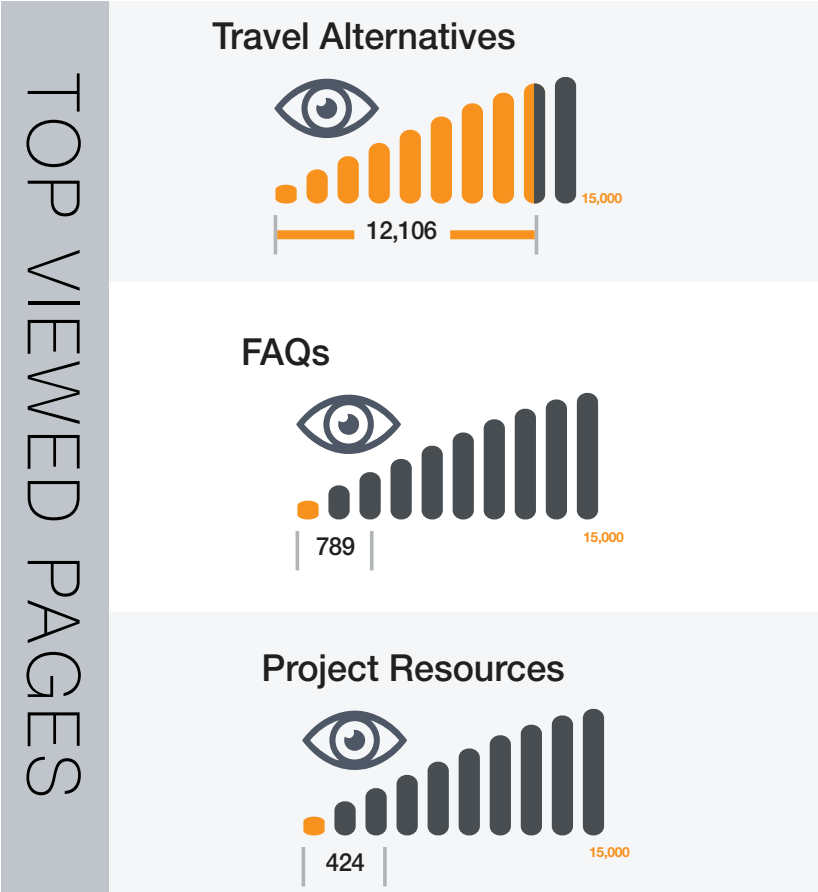 TOP VIEWED PAGES
Travel Alternatives
15,000
12,106
FAQs
15,000
789
Project Resources
15,000
424